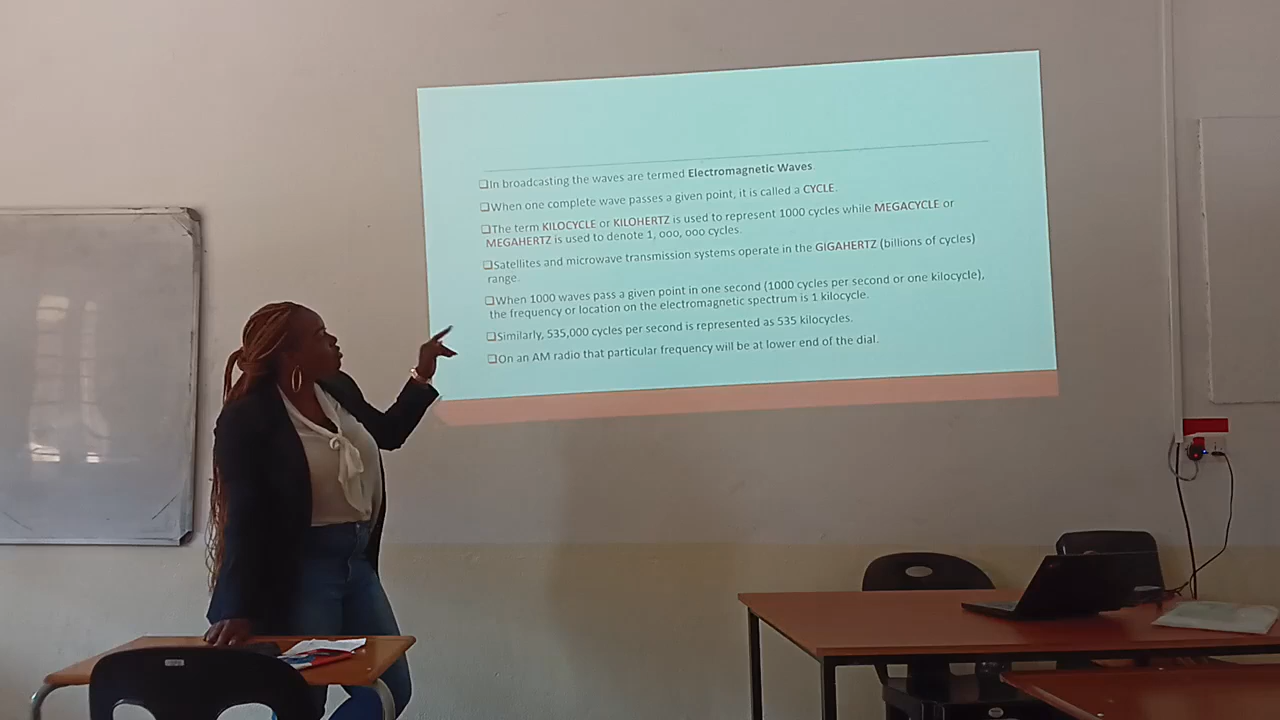 ❑In broadcasting the waves are termed Electromagnetic Waves.
❑When one complete wave passes a given point, it is called a CYCLE.
❑The term KILOCYCLE or KILOHERTZ is used to represent 1000 cycles while MEGACYCLE or
MEGAHERTZ is used to denote 1, ooo, ooo cycles.
❑Satellites and microwave transmission systems operate in the GIGAHERTZ (billions of cycles)
range.
❑When 1000 waves pass a given point in one second (1000 cycles per second or one kilocycle),
the frequency or location on the electromagnetic spectrum is 1 kilocycle.
❑Similarly, 535,000 cycles per second is represented as 535 kilocycles.
❑On an AM radio that particular frequency will be at lower end of the dial.